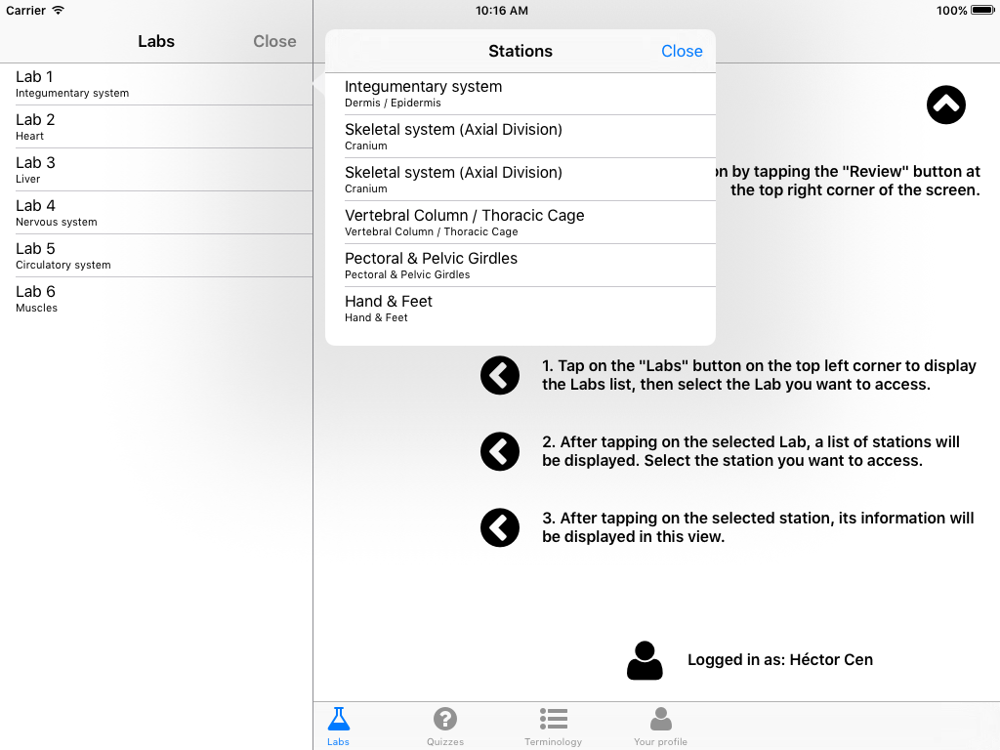 Carrier
10:16 AM
100%
Labs
Close
Lab 1
Integumentary system
Lab 2
Heart
Lab 3
Liver
Lab 4
Nervous system
Lab 5
Circulatory system
Lab 6
Muscles
Stations
Close
Integumentary system
Dermis / Epidermis
Skeletal system (Axial Division)
Cranium
Skeletal system (Axial Division)
Cranium
Vertebral Column / Thoracic Cage
Vertebral Column / Thoracic Cage
Pectoral & Pelvic Girdles
Pectoral & Pelvic Girdles
Hand & Feet
Hand & Feet
by tapping the "Review" button at
the top right corner of the screen.
1. Tap on the "Labs" button on the top left corner to display
the Labs list, then select the Lab you want to access.
2. After tapping on the selected Lab, a list of stations will
be displayed. Select the station you want to access.
3. After tapping on the selected station, its information will
be displayed in this view.
Logged in as: Héctor Cen
Labs
Quizzes
Terminology
Your profile